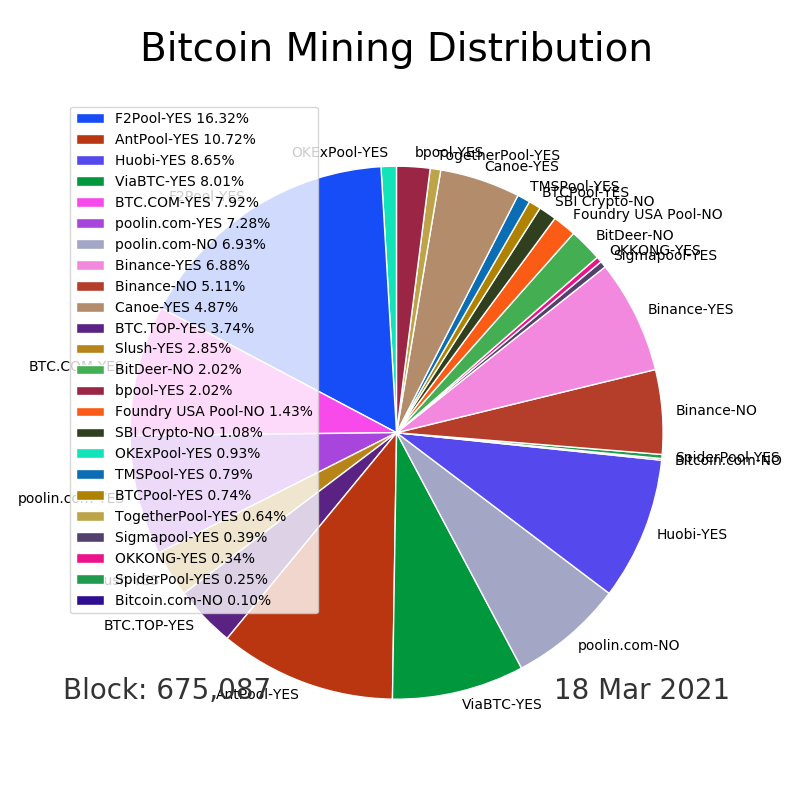 Bitcoin Mining Distribution
F2Pool-YES 16.32%
AntPool-YES 10.72%
Huobi-YES 8.65%
ViaBTC-YES 8.01%
BTC.COM-YES 7.92%
poolin.com-YES 7.28%
poolin.com-NO 6.93%
Binance-YES 6.88%
Binance-NO 5.11%
Canoe-YES 4.87%
BTC.TOP-YES 3.74%
Slush-YES 2.85%
BitDeer-NO 2.02%
bpool-YES 2.02%
Foundry USA Pool-NO 1.43%
SBI Crypto-NO 1.08%
OKExPool-YES 0.93%
TMSPool-YES 0.79%
BTCPool-YES 0.74%
TogetherPool-YES 0.64%
Sigmapool-YES 0.39%
OKKONG-YES 0.34%
SpiderPool-YES 0.25%
Bitcoin.com-NO 0.10%
OKExPool-YES
bpool-YES
TogetherPool-YES
Canoe-YES
TMSPool-YES
BTCPool-YES
SBI Crypto-NO
Foundry USA Pool-NO
BitDeer-NO
OKKONG-YES
Sigmapool-YES
Binance-YES
Binance-NO
SpiderPool-YES
Bitcoin.com-NO
Huobi-YES
poolin.com-NO
ViaBTC-YES
AntPool-YES
BTC.TOP-YES
poolin.com-YES
BTC.COM-YES
F2Pool-YES
Block: 675,087
18 Mar 2021